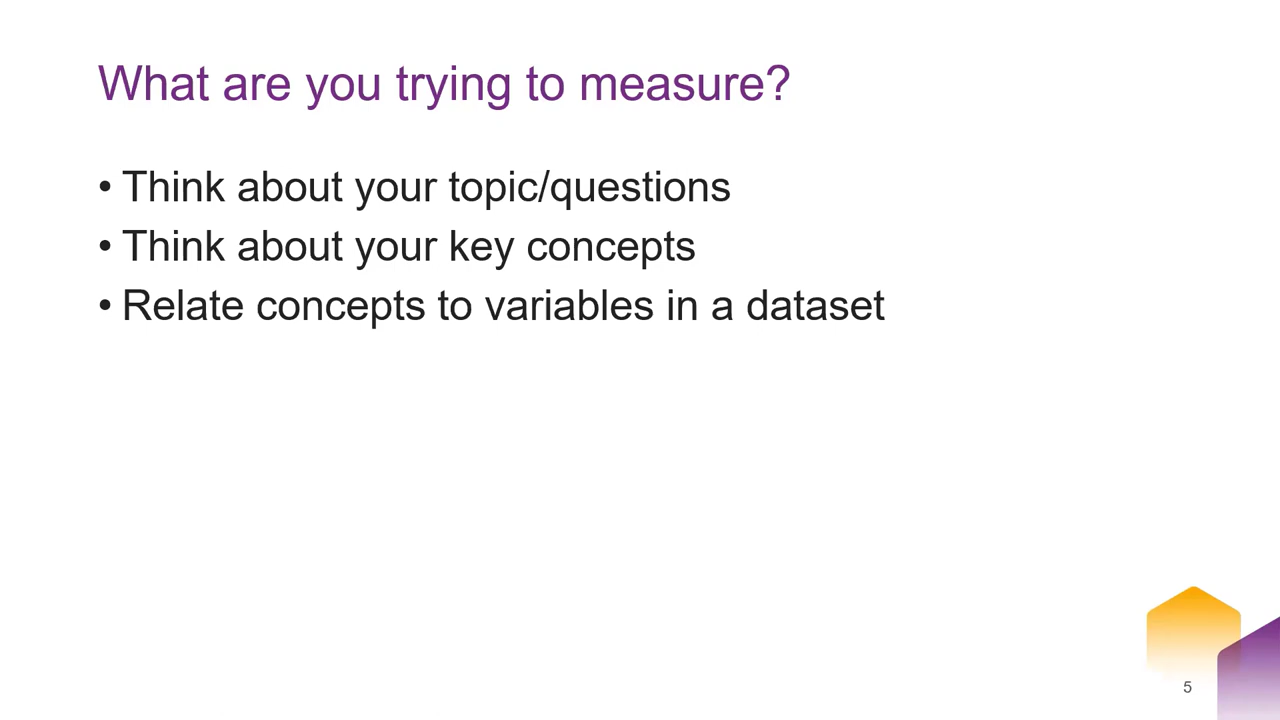 What are you trying to measure?
• Think about your topic/questions
• Think about your key concepts
• Relate concepts to variables in a dataset
5